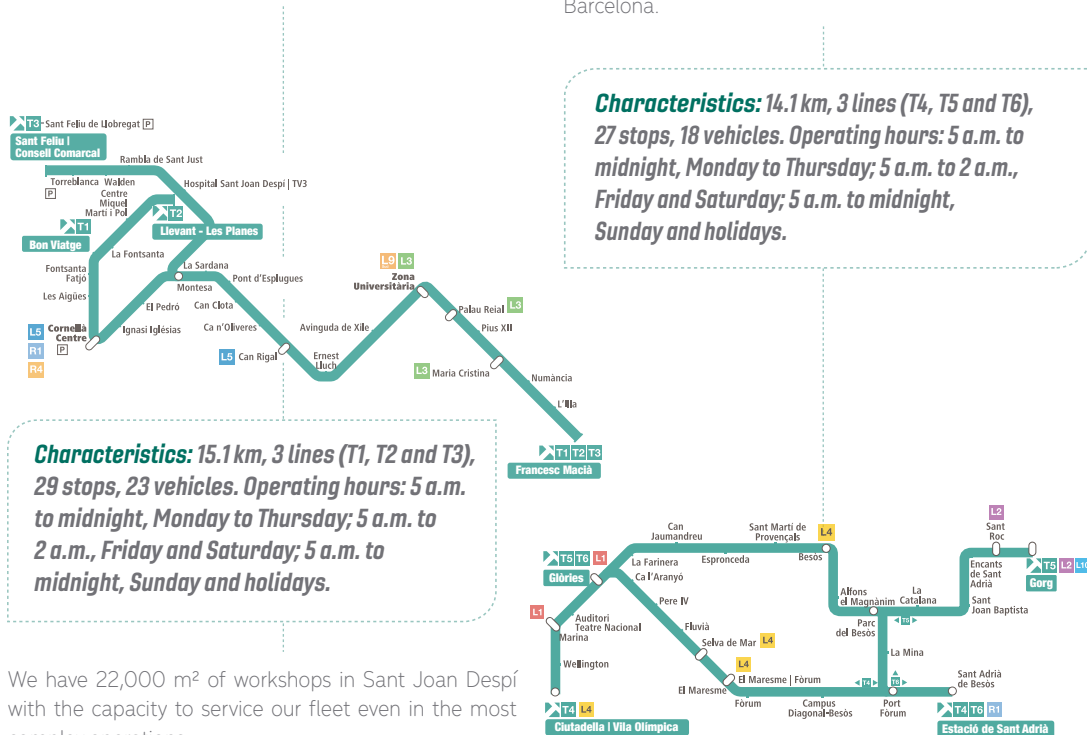 Barcelona.
Characteristics: 14.1 km, 3 lines (T4, T5 and T6),
27 stops, 18 vehicles. Operating hours: 5 a.m. to
midnight, Monday to Thursday; 5 a.m. to 2 a.m.,
Friday and Saturday; 5 a.m. to midnight,
Sunday and holidays.
T3 Sant Feliu de Llobregat P
Sant Feliu |
Consell Comarcal
Rambla de Sant Just
Torreblanca
P
Walden
Hospital Sant Joan Despí | TV3
Centre
Miquel
Martí i Pol
T2
Llevant - Les Planes
T1
Bon Viatge
La Fontsanta
Fontsanta
Fatjó
Les Aigües
L5
R1
R4
Cornellà
Centre
P
Ignasi Iglésias
El Pedró
La Sardana
Montesa
Pont d'Esplugues
Can Clota
Ca n'Oliveres
L5 Can Rigal
Ernest
Lluch
Avinguda de Xile
L9 L3
Zona
Universitària
Palau Reial L3
Pius XII
L3 Maria Cristina
Numància
L'Illa
T1 T2 T3
Francesc Macià
Characteristics: 15.1 km, 3 lines (T1, T2 and T3),
29 stops, 23 vehicles. Operating hours: 5 a.m.
to midnight, Monday to Thursday; 5 a.m. to
2 a.m., Friday and Saturday; 5 a.m. to
midnight, Sunday and holidays.
We have 22,000 m² of workshops in Sant Joan Despí
with the capacity to service our fleet even in the most
T5 T6 L1
Glòries
La Farinera
Can
Jaumandreu
Espronceda
Sant Martí de
Provençals
L4
Besòs
Ca l'Aranyó
Pere IV
Fluvià
Selva de Mar L4
L4
El Maresme
El Maresme | Fòrum
Fòrum
Campus
Diagonal-Besòs
Port
Fòrum
L1
Auditori
Teatre Nacional
Marina
Wellington
T4 L4
Ciutadella | Vila Olímpica
Alfons
el Magnànim
Parc
del Besòs
La
Catalana
T5
La Mina
T4
T6
Sant
Joan Baptista
Encants
de Sant
Adrià
L2
Sant
Roc
T5 L2 L10
Gorg
Sant Adrià
de Besòs
T4 T6 R1
Estació de Sant Adrià